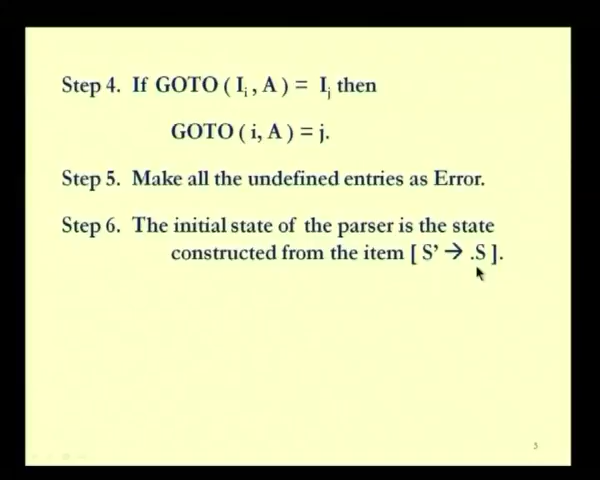 Step 4. If GOTO ( Ii , A ) = Ij then
GOTO ( i, A ) = j.
Step 5. Make all the undefined entries as Error.
Step 6. The initial state of the parser is the state
constructed from the item [ S’ → .S ].
5